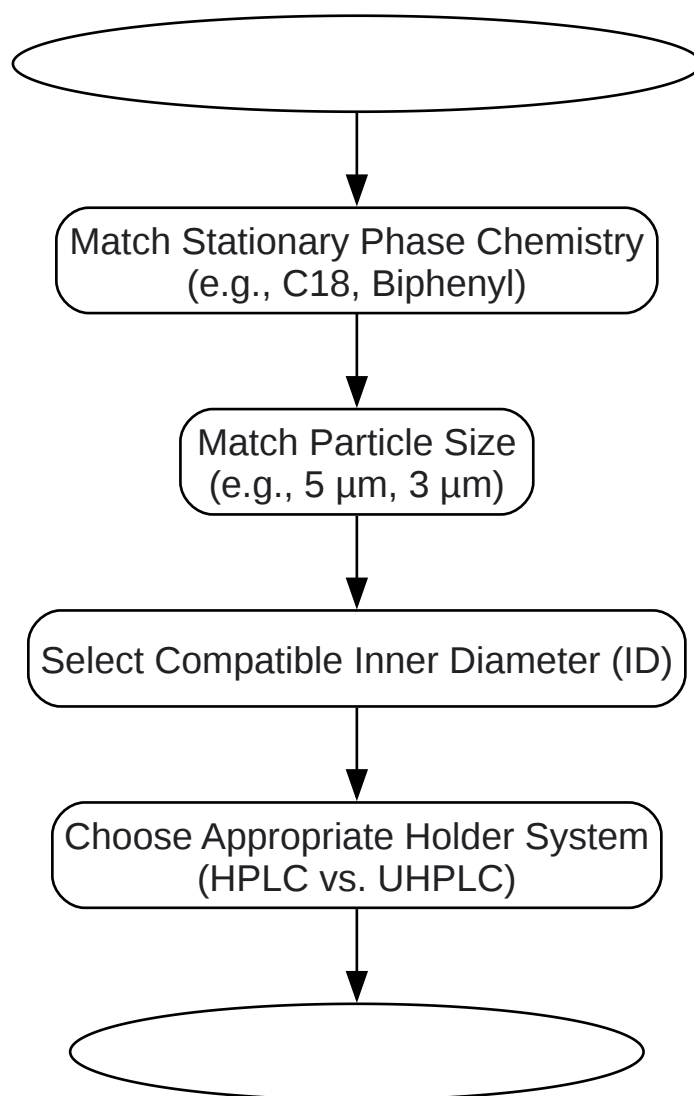 Match Stationary Phase Chemistry
(e.g., C18, Biphenyl)
Match Particle Size
(e.g., 5 µm, 3 µm)
Select Compatible Inner Diameter (ID)
Choose Appropriate Holder System
(HPLC vs. UHPLC)